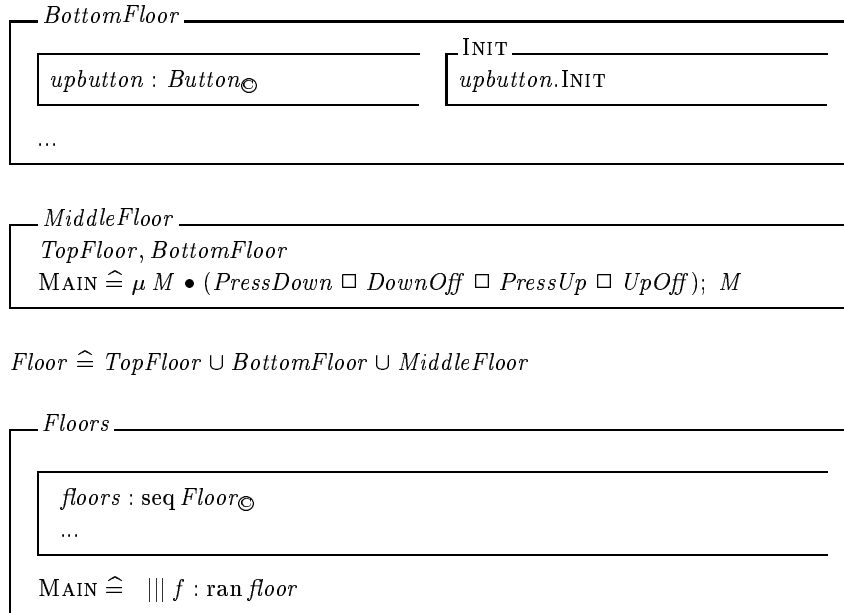 BottomFloor
upbutton : Button©
INIT
upbutton.INIT
...
MiddleFloor
TopFloor, BottomFloor
MAIN ≙ μ M • (PressDown □ DownOff □ PressUp □ UpOff); M
Floor ≙ TopFloor ∪ BottomFloor ∪ MiddleFloor
Floors
floors : seq Floor©
...
MAIN ≙ ||| f : ran floor